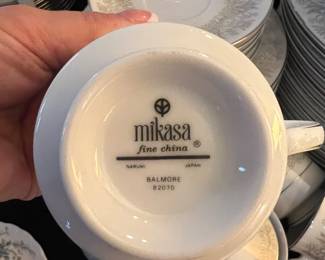 mikasa
fine china ®
NARUMI JAPAN
BALMORE
82070